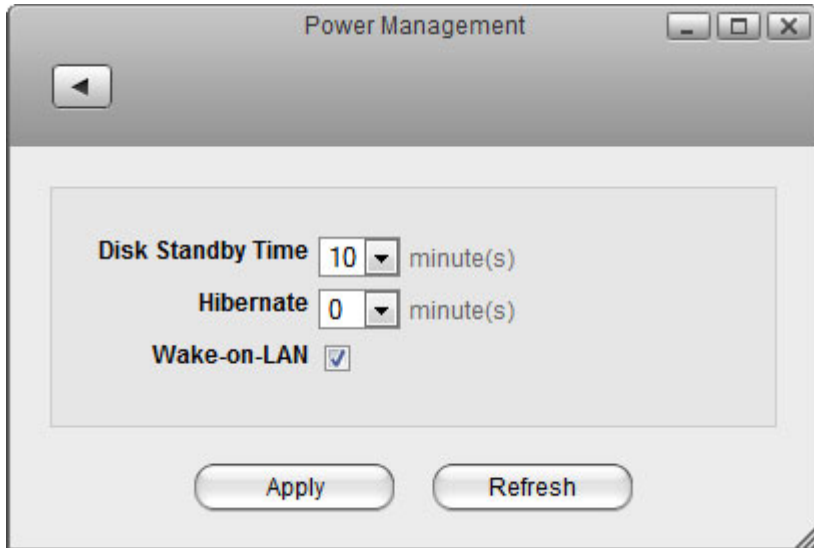 Power Management
Disk Standby Time 10 minute(s)
Hibernate 0 minute(s)
Wake-on-LAN
Apply Refresh